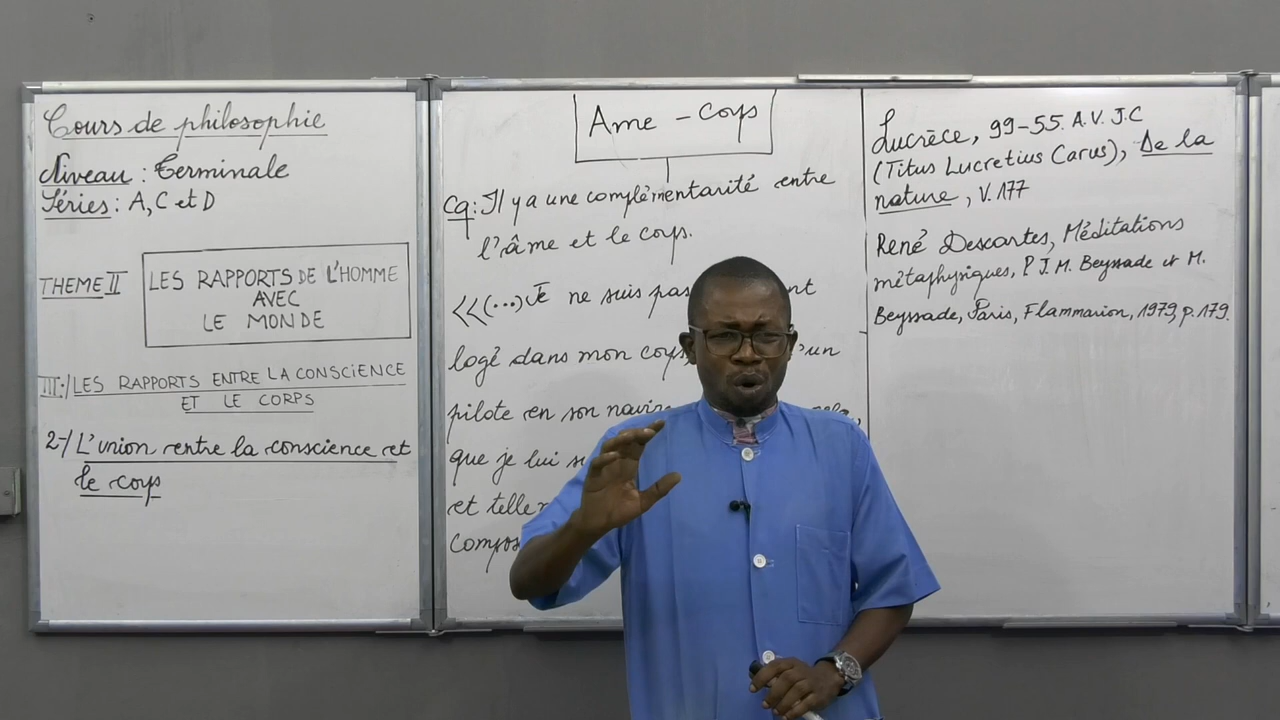 Cours de philosophie
Niveau : Terminale
Séries : A, C et D
THEME II
LES RAPPORTS DE L'HOMME
AVEC
LE MONDE
III:/ LES RAPPORTS ENTRE LA CONSCIENCE
ET LE CORPS
2-/ L'union entre la conscience et
le corps
Ame - Corps
Cq: Il y a une complémentarité entre
l'âme et le corps.
<<(...) Je ne suis pas
logé dans mon corps, un
pilote en son navire
que je lui
et
Lucrèce, 99-55. A.V. J.C
(Titus Lucretius Carus), De la
nature, V. 177
René Descartes, Méditations
métaphysiques, P J.M. Beyssade et M.
Beyssade, Paris, Flammarion, 1979, p.179.